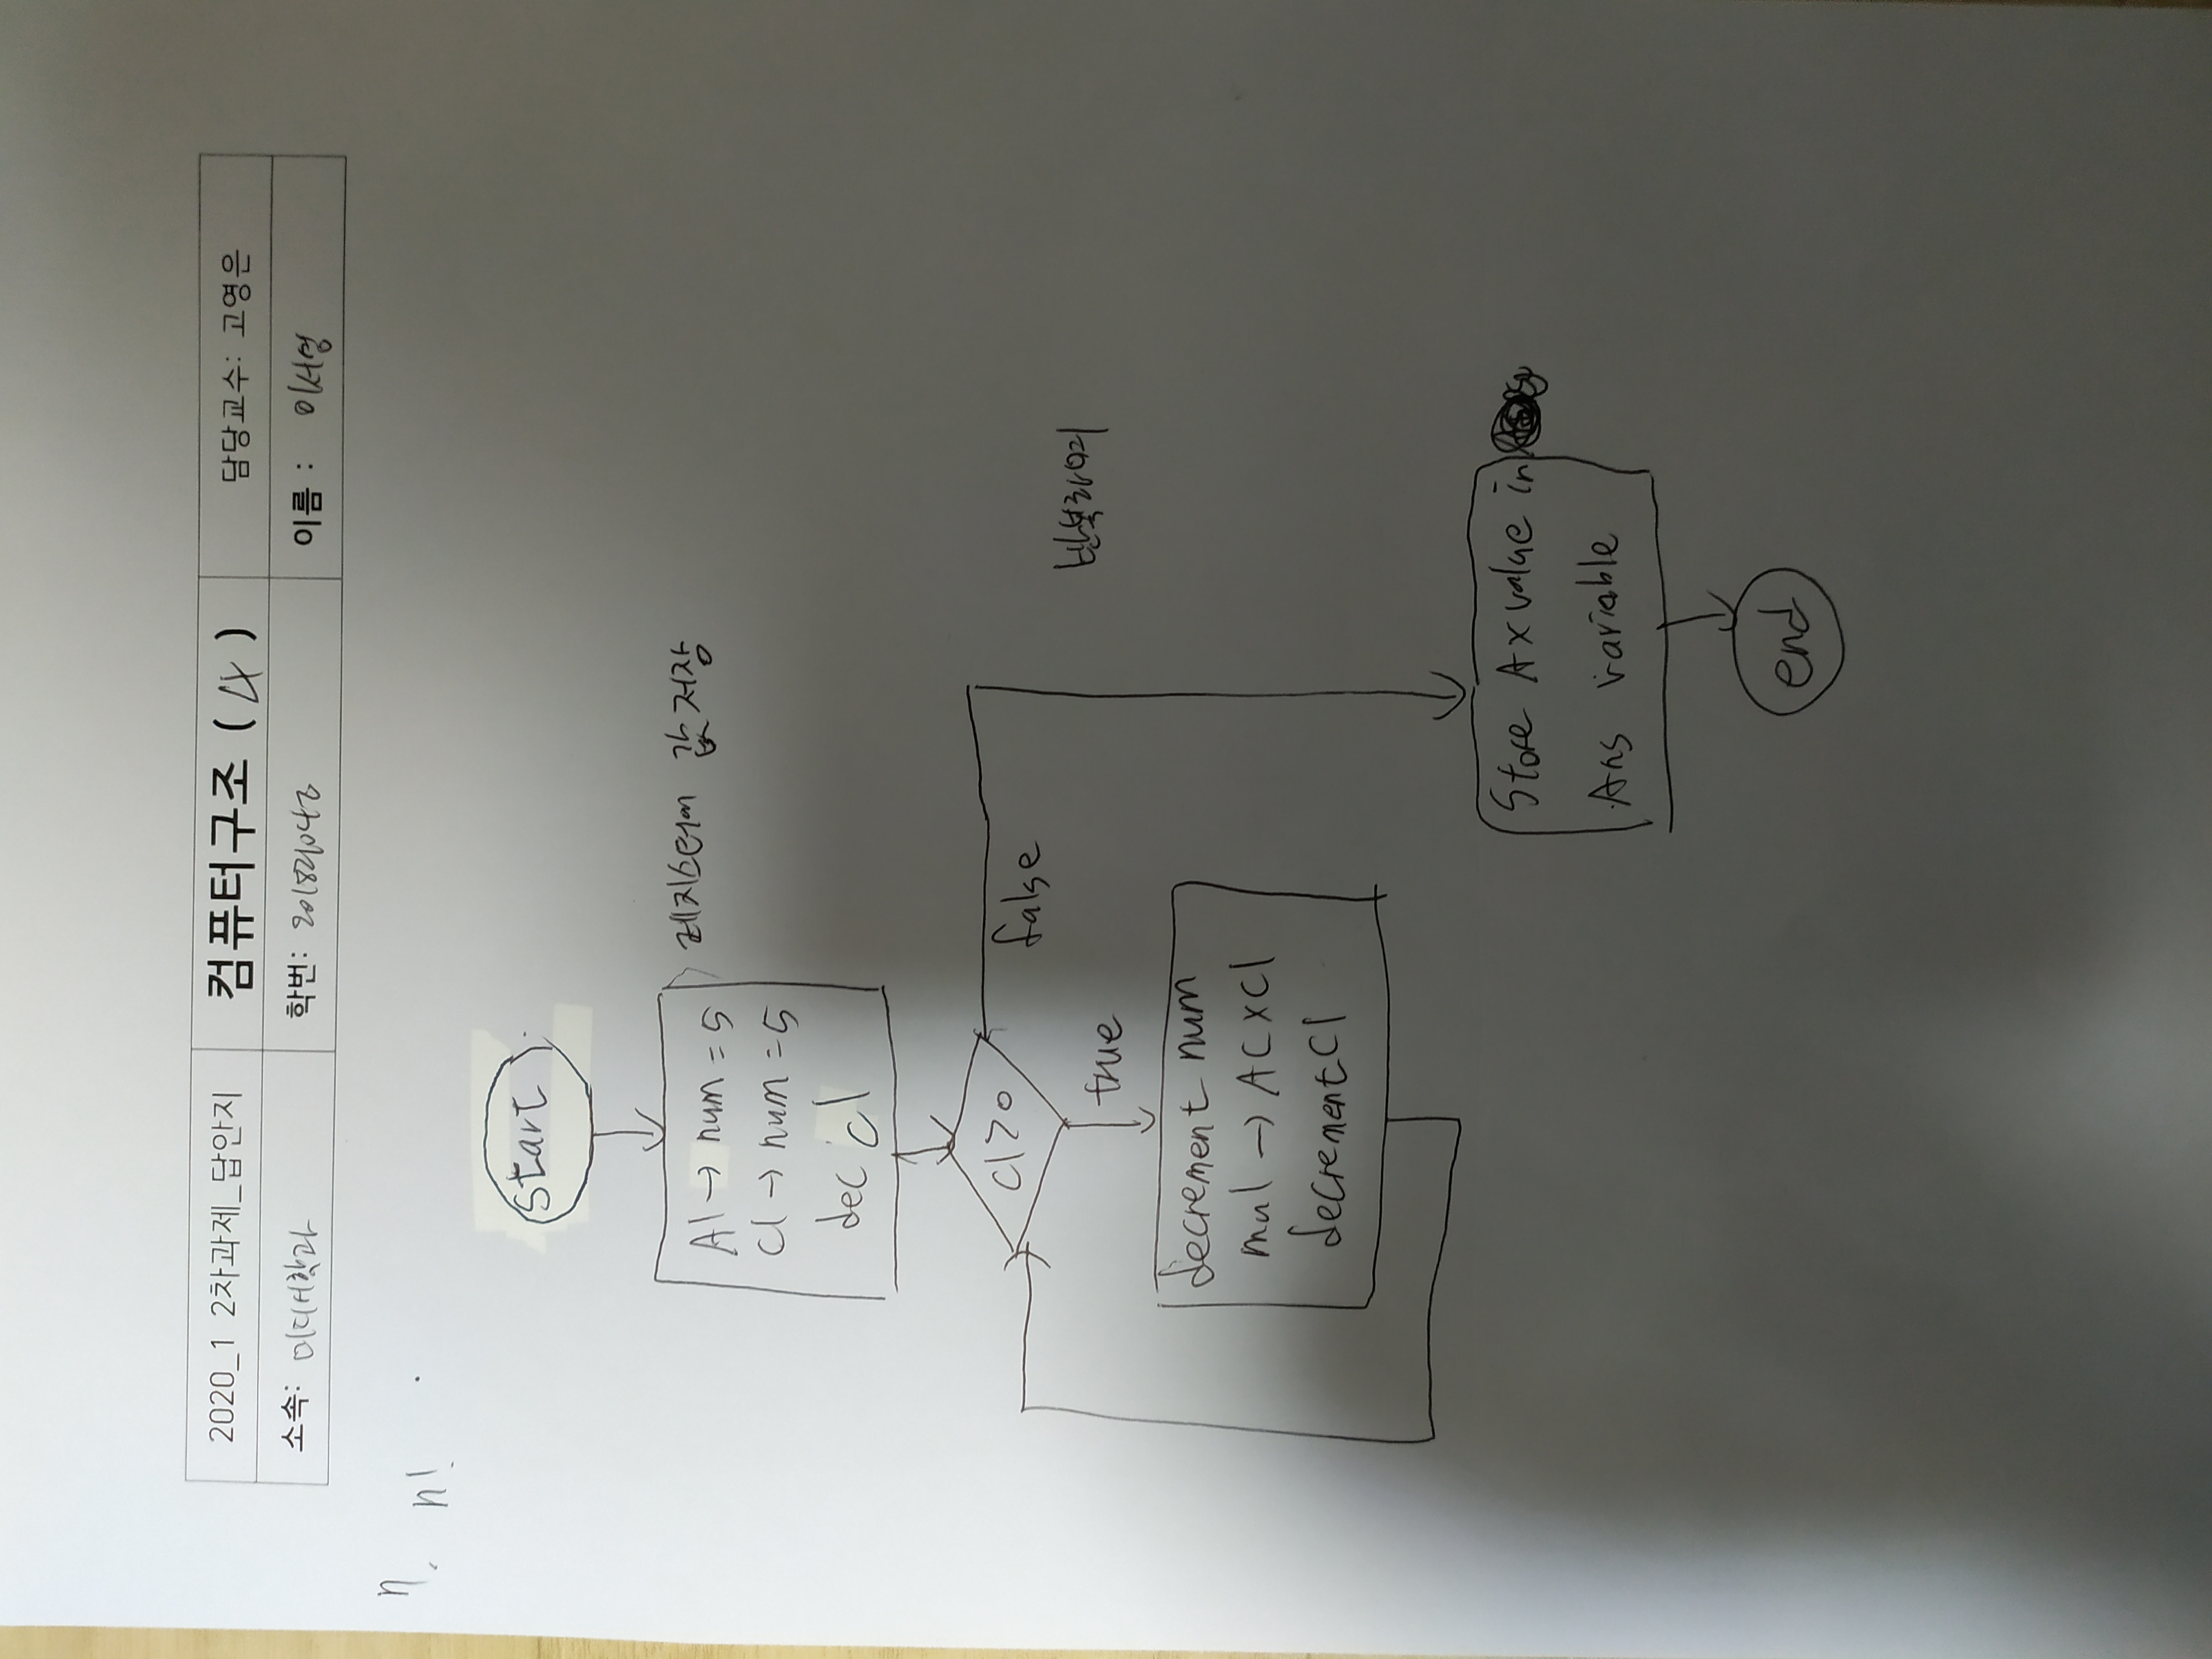 2020_1 2차과제_답안지
컴퓨터구조 ( 4 )
담당교수: 고영은
소속: 미디어학과
학번:
이름 : 이서영
n. n!
start
Al → num = 5
레지스터에 값 저장
Cl → num = 5
dec cl
Cl > 0
false
true
반복하여
decrement num
mul → AC x Cl
decrement Cl
Store Ax value in
Ans variable
end